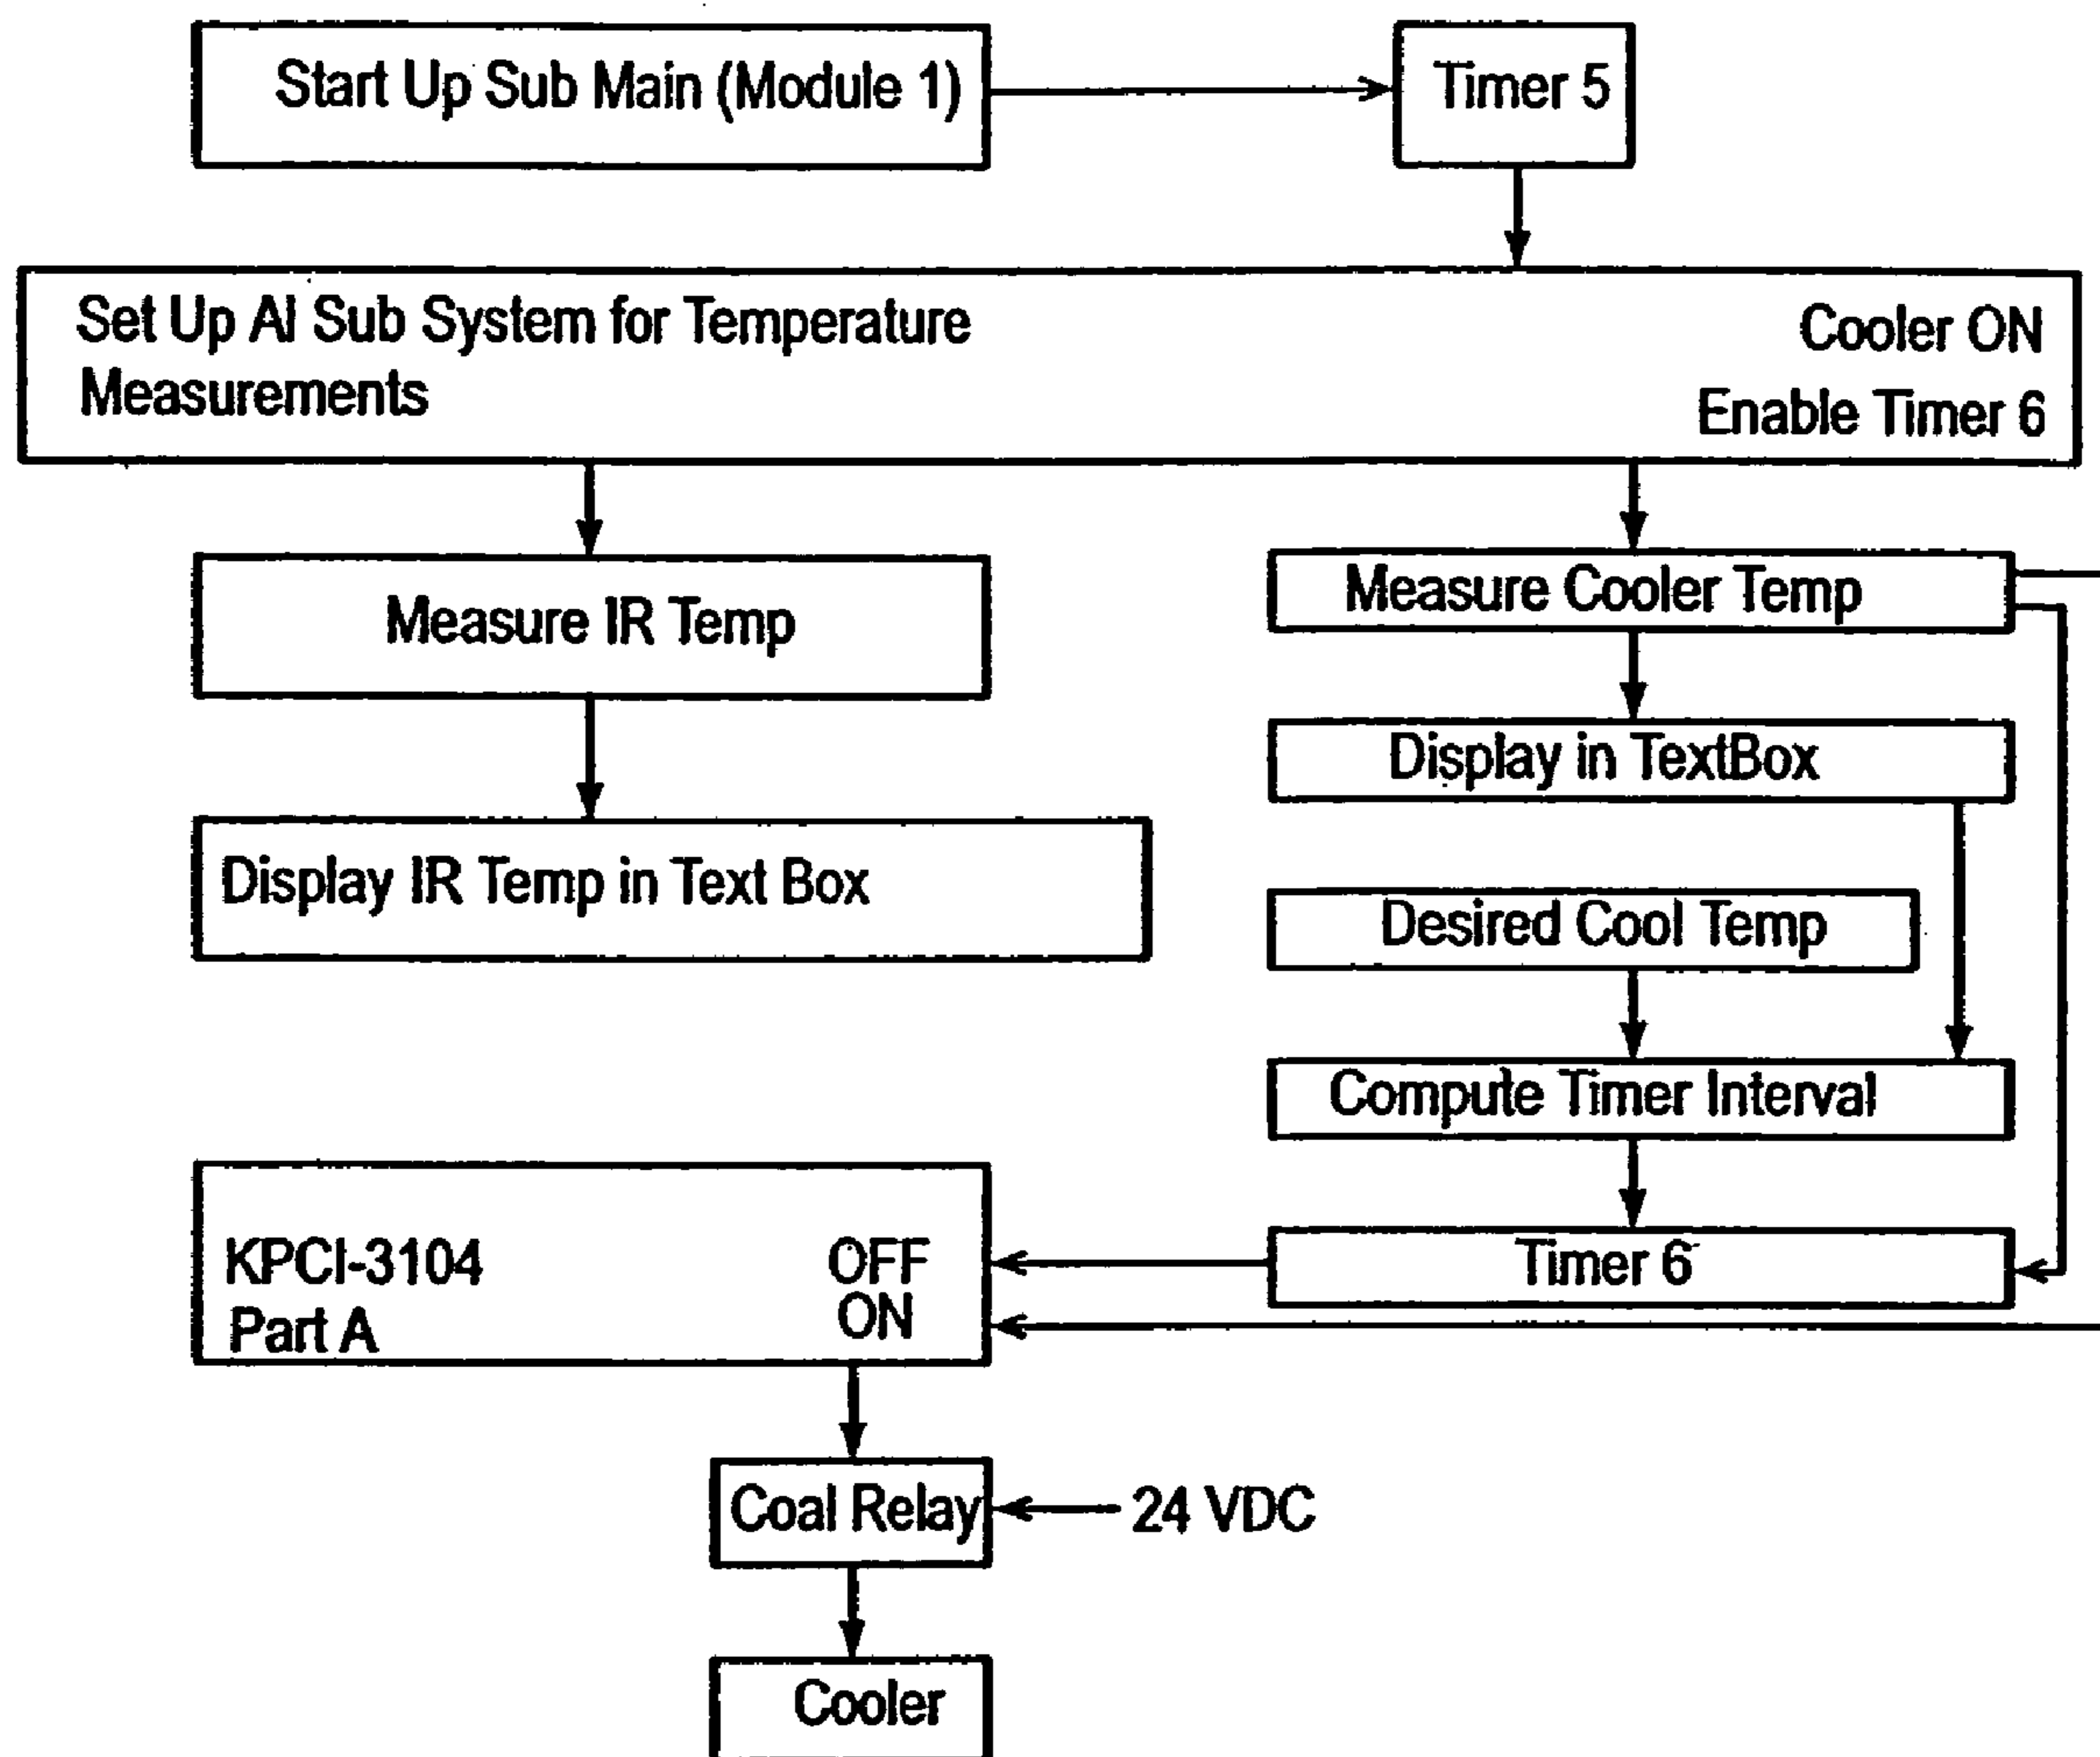 Start Up Sub Main (Module 1)
Timer 5
Set Up AI Sub System for Temperature
Measurements
Cooler ON
Enable Timer 6
Measure IR Temp
Measure Cooler Temp
Display in TextBox
Display IR Temp in Text Box
Desired Cool Temp
Compute Timer Interval
KPCI-3104
Part A
OFF
ON
Timer 6
Coal Relay
24 VDC
Cooler